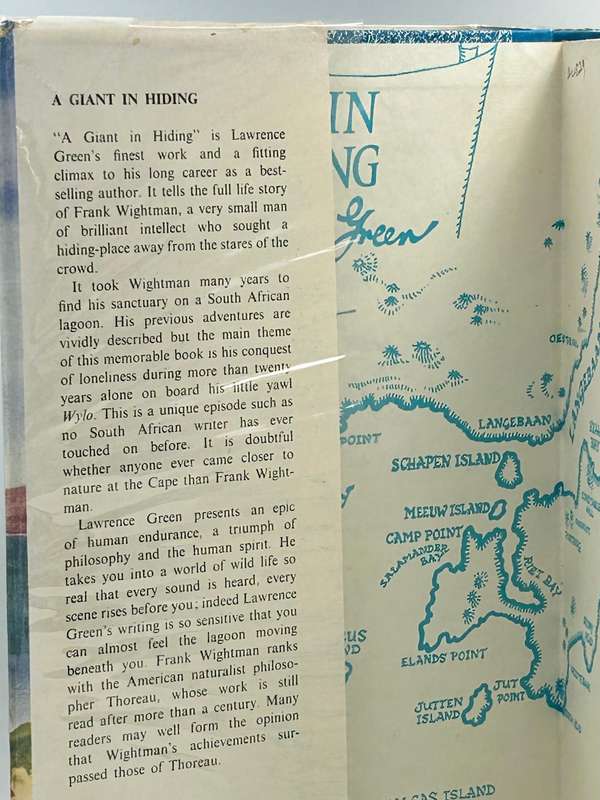 A GIANT IN HIDING
"A Giant in Hiding" is Lawrence
Green's finest work and a fitting
climax to his long career as a best-
selling author. It tells the full life story
of Frank Wightman, a very small man
of brilliant intellect who sought a
hiding-place away from the stares of the
crowd.
It took Wightman many years to
find his sanctuary on a South African
lagoon. His previous adventures are
vividly described but the main theme
of this memorable book is his conquest
of loneliness during more than twenty
years alone on board his little yawl
Wylo. This is a unique episode such as
no South African writer has ever
touched on before. It is doubtful
whether anyone ever came closer to
nature at the Cape than Frank Wight-
man.
Lawrence Green presents an epic
of human endurance, a triumph of
philosophy and the human spirit. He
takes you into a world of wild life so
real that every sound is heard, every
scene rises before you; indeed Lawrence
Green's writing is so sensitive that you
can almost feel the lagoon moving
beneath you. Frank Wightman ranks
with the American naturalist philoso-
pher Thoreau, whose work is still
read after more than a century. Many
readers may well form the opinion
that Wightman's achievements sur-
passed those of Thoreau.
IN
NG
Green
LANGEBAAN
POINT
SCHAPEN ISLAND
MEEUW ISLAND
CAMP POINT
SALAMANDER
BAY
RIET BAY
ELANDS POINT
JUTTEN
ISLAND
JUT
POINT
GAS ISLAND